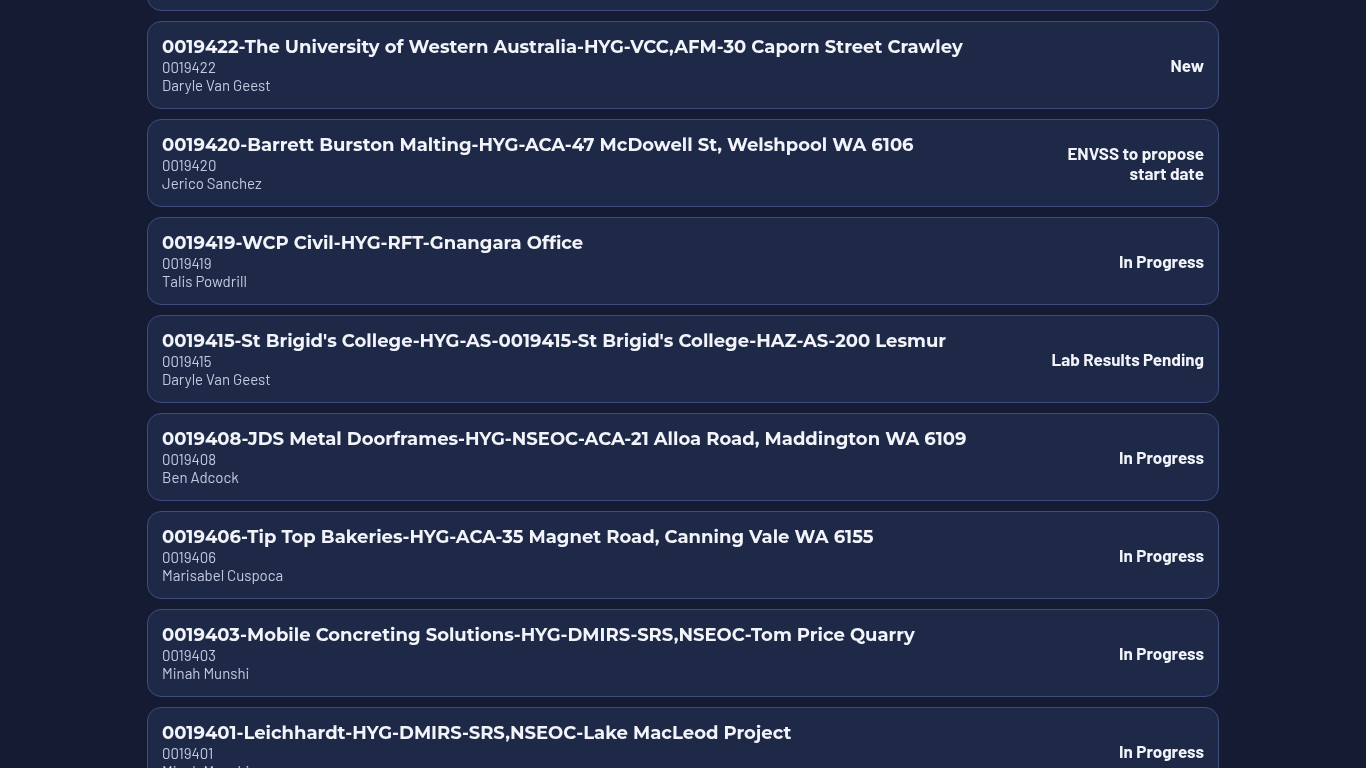 0019422-The University of Western Australia-HYG-VCC,AFM-30 Caporn Street Crawley
0019422
Daryle Van Geest
New
0019420-Barrett Burston Malting-HYG-ACA-47 McDowell St, Welshpool WA 6106
0019420
Jerico Sanchez
ENVSS to propose
start date
0019419-WCP Civil-HYG-RFT-Gnangara Office
0019419
Talis Powdrill
In Progress
0019415-St Brigid's College-HYG-AS-0019415-St Brigid's College-HAZ-AS-200 Lesmur
0019415
Daryle Van Geest
Lab Results Pending
0019408-JDS Metal Doorframes-HYG-NSEOC-ACA-21 Alloa Road, Maddington WA 6109
0019408
Ben Adcock
In Progress
0019406-Tip Top Bakeries-HYG-ACA-35 Magnet Road, Canning Vale WA 6155
0019406
Marisabel Cuspoca
In Progress
0019403-Mobile Concreting Solutions-HYG-DMIRS-SRS,NSEOC-Tom Price Quarry
0019403
Minah Munshi
In Progress
0019401-Leichhardt-HYG-DMIRS-SRS,NSEOC-Lake MacLeod Project
0019401
In Progress